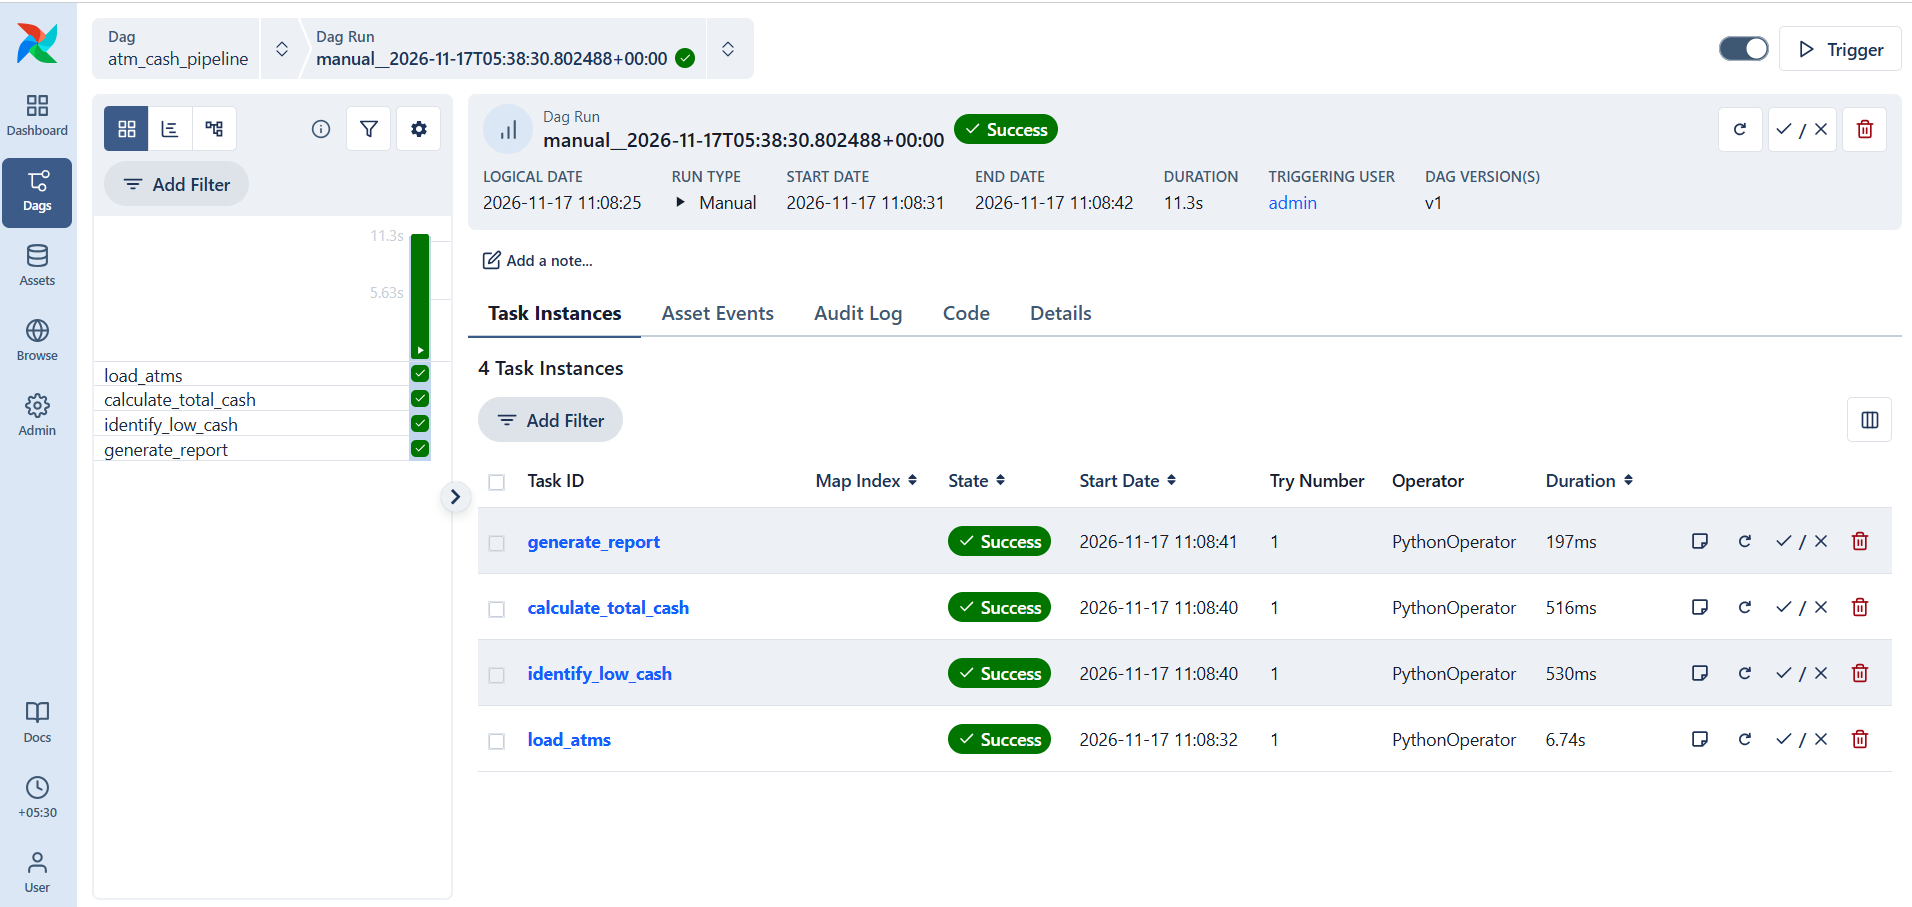 Dag
atm_cash_pipeline
Dag Run
manual__2026-11-17T05:38:30.802488+00:00
Trigger
Dashboard
Dags
Assets
Browse
Admin
Docs
+05:30
User
Add Filter
11.3s
5.63s
load_atms
calculate_total_cash
identify_low_cash
generate_report
Dag Run
manual__2026-11-17T05:38:30.802488+00:00
Success
LOGICAL DATE RUN TYPE START DATE END DATE DURATION TRIGGERING USER DAG VERSION(S)
2026-11-17 11:08:25 Manual 2026-11-17 11:08:31 2026-11-17 11:08:42 11.3s admin v1
Add a note...
Task Instances Asset Events Audit Log Code Details
4 Task Instances
Add Filter
Task ID Map Index State Start Date Try Number Operator Duration
generate_report Success 2026-11-17 11:08:41 1 PythonOperator 197ms
calculate_total_cash Success 2026-11-17 11:08:40 1 PythonOperator 516ms
identify_low_cash Success 2026-11-17 11:08:40 1 PythonOperator 530ms
load_atms Success 2026-11-17 11:08:32 1 PythonOperator 6.74s